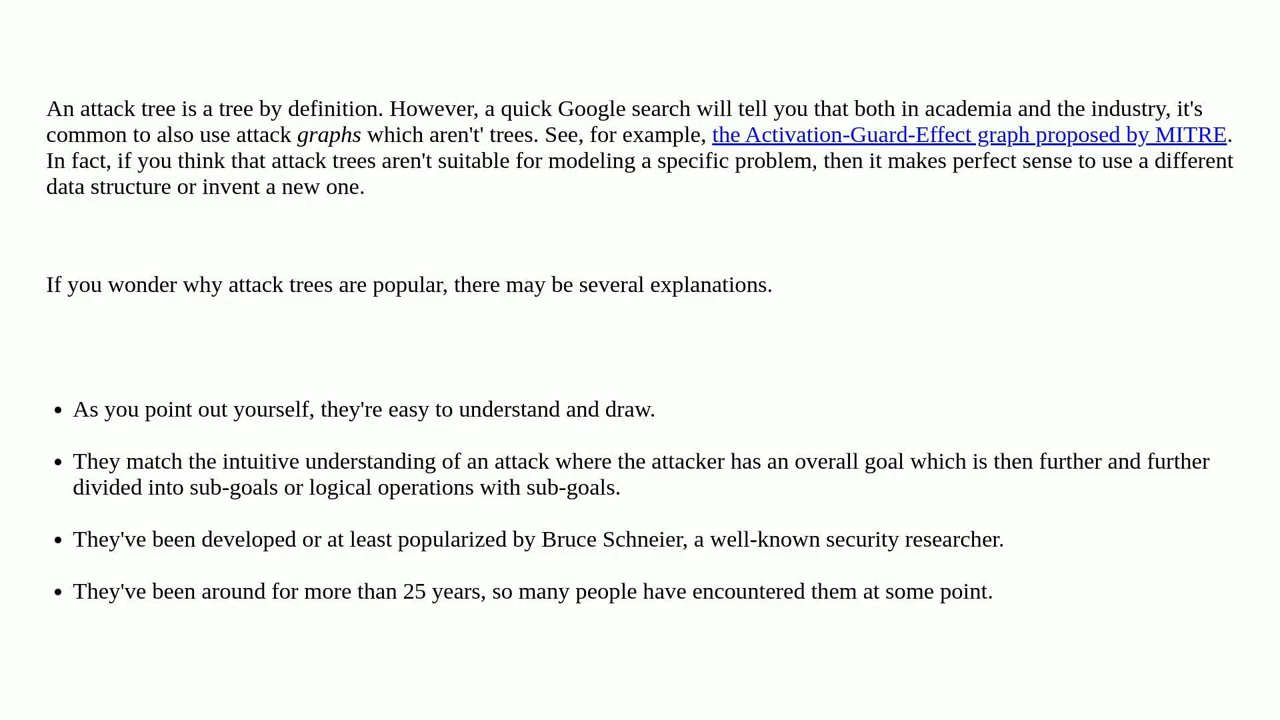 An attack tree is a tree by definition. However, a quick Google search will tell you that both in academia and the industry, it's
common to also use attack graphs which aren't' trees. See, for example, the Activation-Guard-Effect graph proposed by MITRE.
In fact, if you think that attack trees aren't suitable for modeling a specific problem, then it makes perfect sense to use a different
data structure or invent a new one.
If you wonder why attack trees are popular, there may be several explanations.
• As you point out yourself, they're easy to understand and draw.
• They match the intuitive understanding of an attack where the attacker has an overall goal which is then further and further
divided into sub-goals or logical operations with sub-goals.
• They've been developed or at least popularized by Bruce Schneier, a well-known security researcher.
• They've been around for more than 25 years, so many people have encountered them at some point.